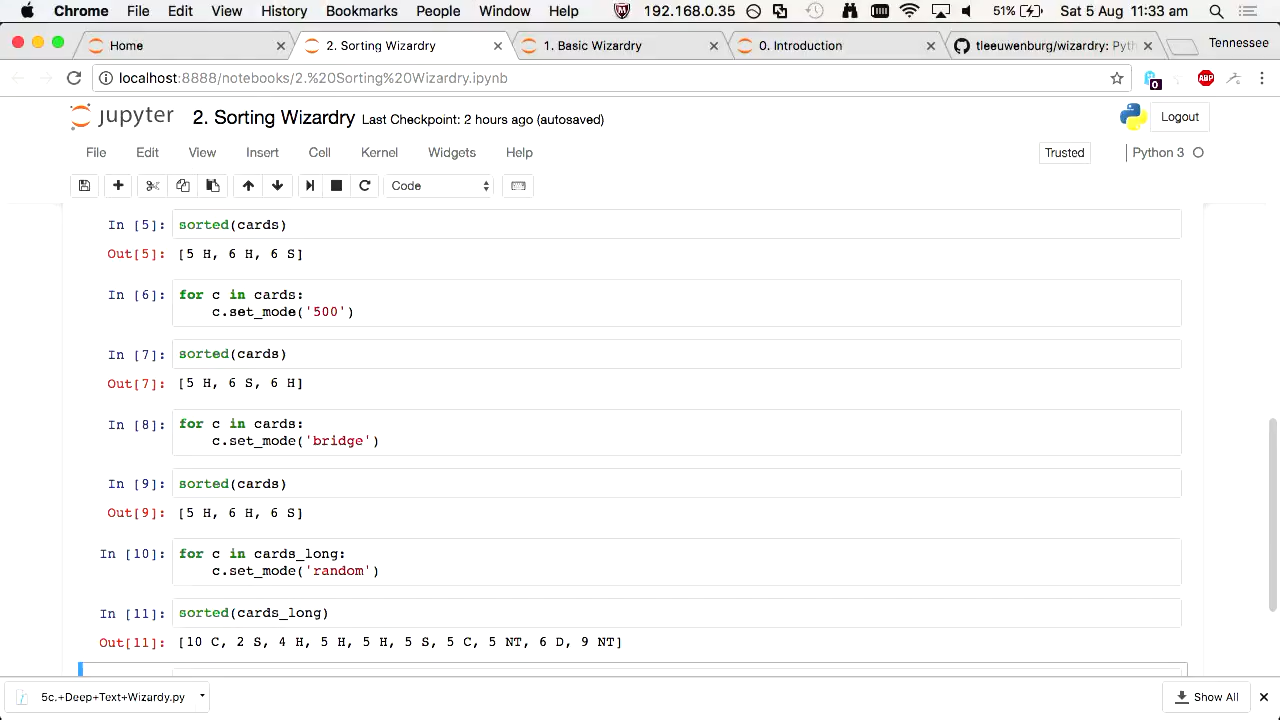 Chrome File Edit View History Bookmarks People Window Help 192.168.0.35 51% Sat 5 Aug 11:33 am
Home 2. Sorting Wizardry 1. Basic Wizardry 0. Introduction tleeuwenburg/wizardry: Pyth Tennessee
localhost:8888/notebooks/2.%20Sorting%20Wizardry.ipynb ABP 0
jupyter 2. Sorting Wizardry Last Checkpoint: 2 hours ago (autosaved) Logout
File Edit View Insert Cell Kernel Widgets Help Trusted Python 3
Code
In [5]: sorted(cards)
Out[5]: [5 H, 6 H, 6 S]
In [6]: for c in cards:
c.set_mode('500')
In [7]: sorted(cards)
Out[7]: [5 H, 6 S, 6 H]
In [8]: for c in cards:
c.set_mode('bridge')
In [9]: sorted(cards)
Out[9]: [5 H, 6 H, 6 S]
In [10]: for c in cards_long:
c.set_mode('random')
In [11]: sorted(cards_long)
Out[11]: [10 C, 2 S, 4 H, 5 H, 5 H, 5 S, 5 C, 5 NT, 6 D, 9 NT]
5c.+Deep+Text+Wizardy.py Show All